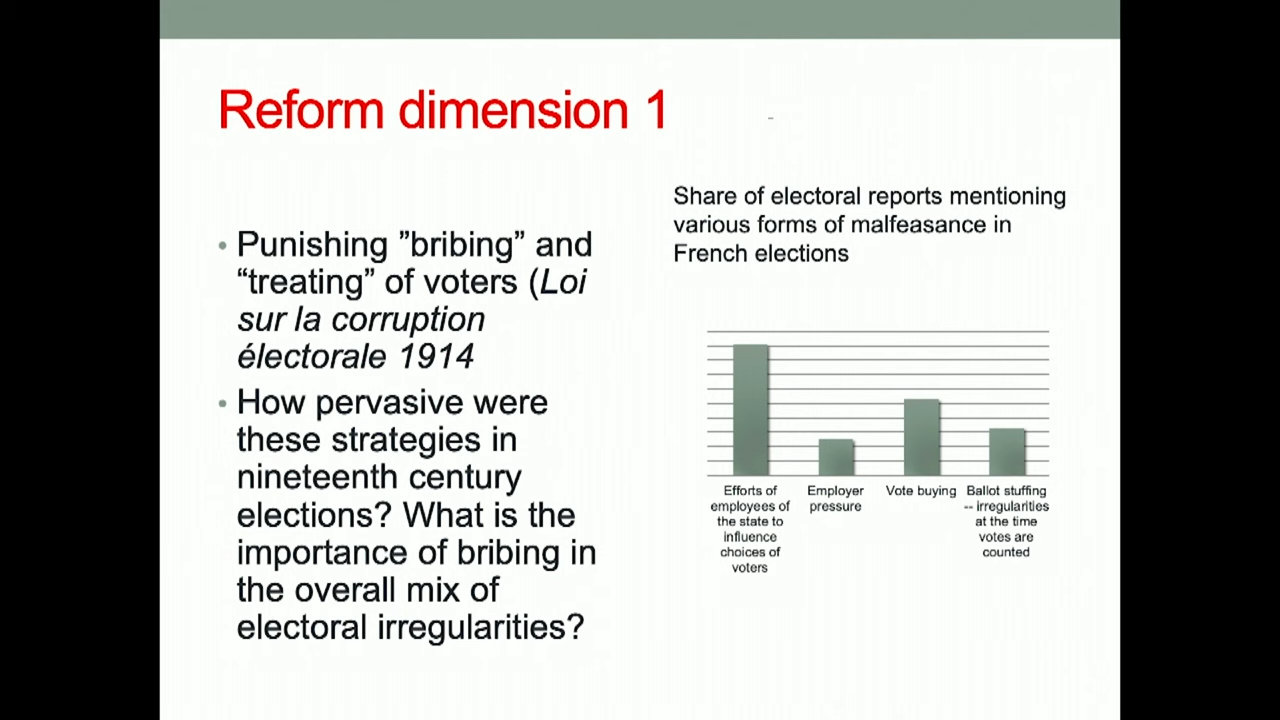 Reform dimension 1
• Punishing ”bribing” and
“treating” of voters (Loi
sur la corruption
électorale 1914
• How pervasive were
these strategies in
nineteenth century
elections? What is the
importance of bribing in
the overall mix of
electoral irregularities?
Share of electoral reports mentioning
various forms of malfeasance in
French elections
Efforts of
employees of
the state to
influence
choices of
voters
Employer
pressure
Vote buying
Ballot stuffing
-- irregularities
at the time
votes are
counted